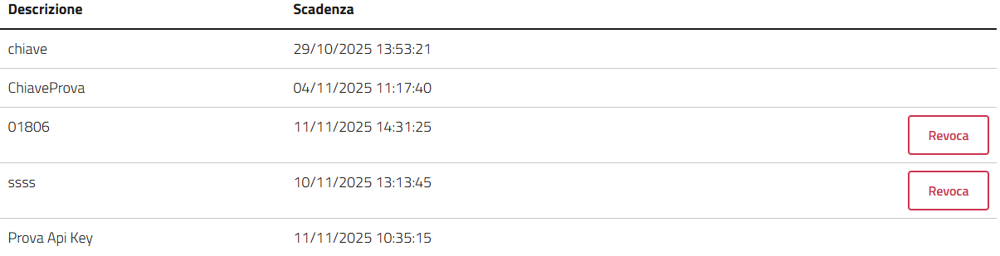 Descrizione Scadenza
chiave 29/10/2025 13:53:21
ChiaveProva 04/11/2025 11:17:40
01806 11/11/2025 14:31:25 Revoca
ssss 10/11/2025 13:13:45 Revoca
Prova Api Key 11/11/2025 10:35:15